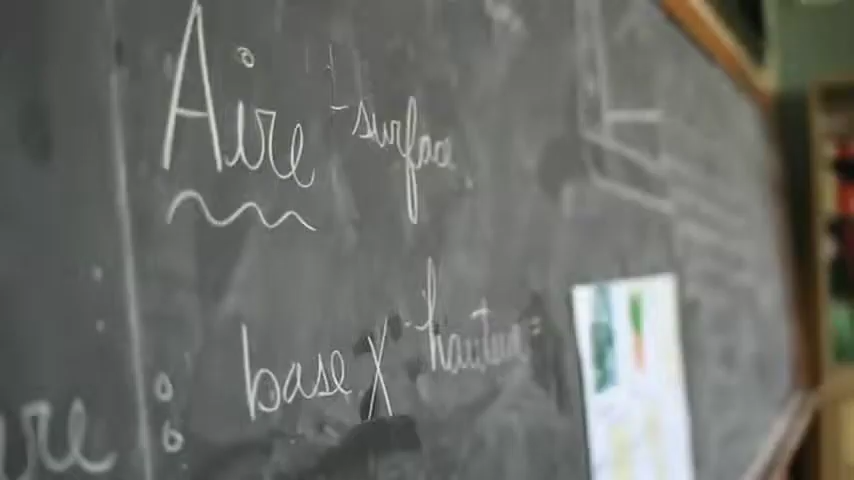 Aire - surface
base x hauteur =